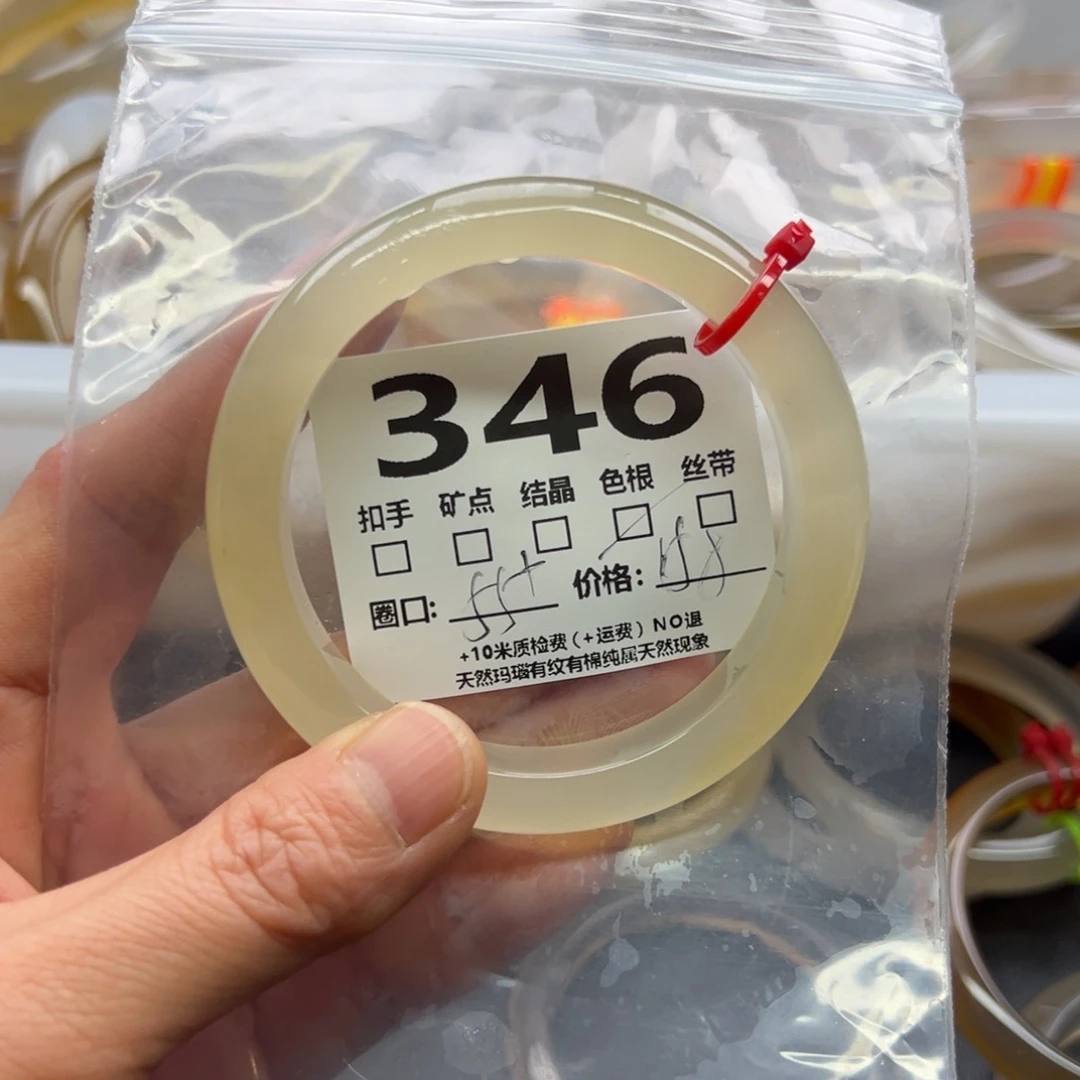 346
扣手 矿点 结晶 色根 丝带
圈口: 55+ 价格: 158
+10米质检费(+运费) NO退
天然玛瑙有纹有棉纯属天然现象